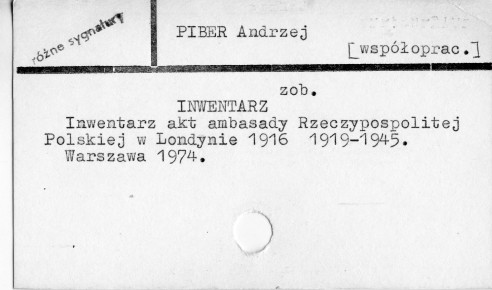 różne sygnatury
PIBER Andrzej
[współoprac.]
zob.
INWENTARZ
Inwentarz akt ambasady Rzeczypospolitej
Polskiej w Londynie 1916 1919-1945.
Warszawa 1974.